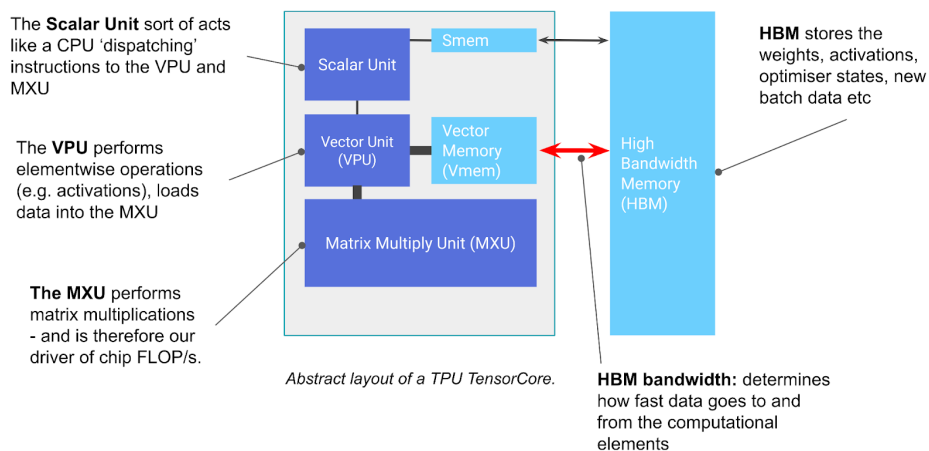 The Scalar Unit sort of acts
like a CPU ‘dispatching’
instructions to the VPU and
MXU
Scalar Unit
Smem
HBM stores the
weights, activations,
optimiser states, new
batch data etc
The VPU performs
elementwise operations
(e.g. activations), loads
data into the MXU
Vector Unit
(VPU)
Vector
Memory
(Vmem)
High
Bandwidth
Memory
(HBM)
Matrix Multiply Unit (MXU)
The MXU performs
matrix multiplications
- and is therefore our
driver of chip FLOP/s.
Abstract layout of a TPU TensorCore.
HBM bandwidth: determines
how fast data goes to and
from the computational
elements